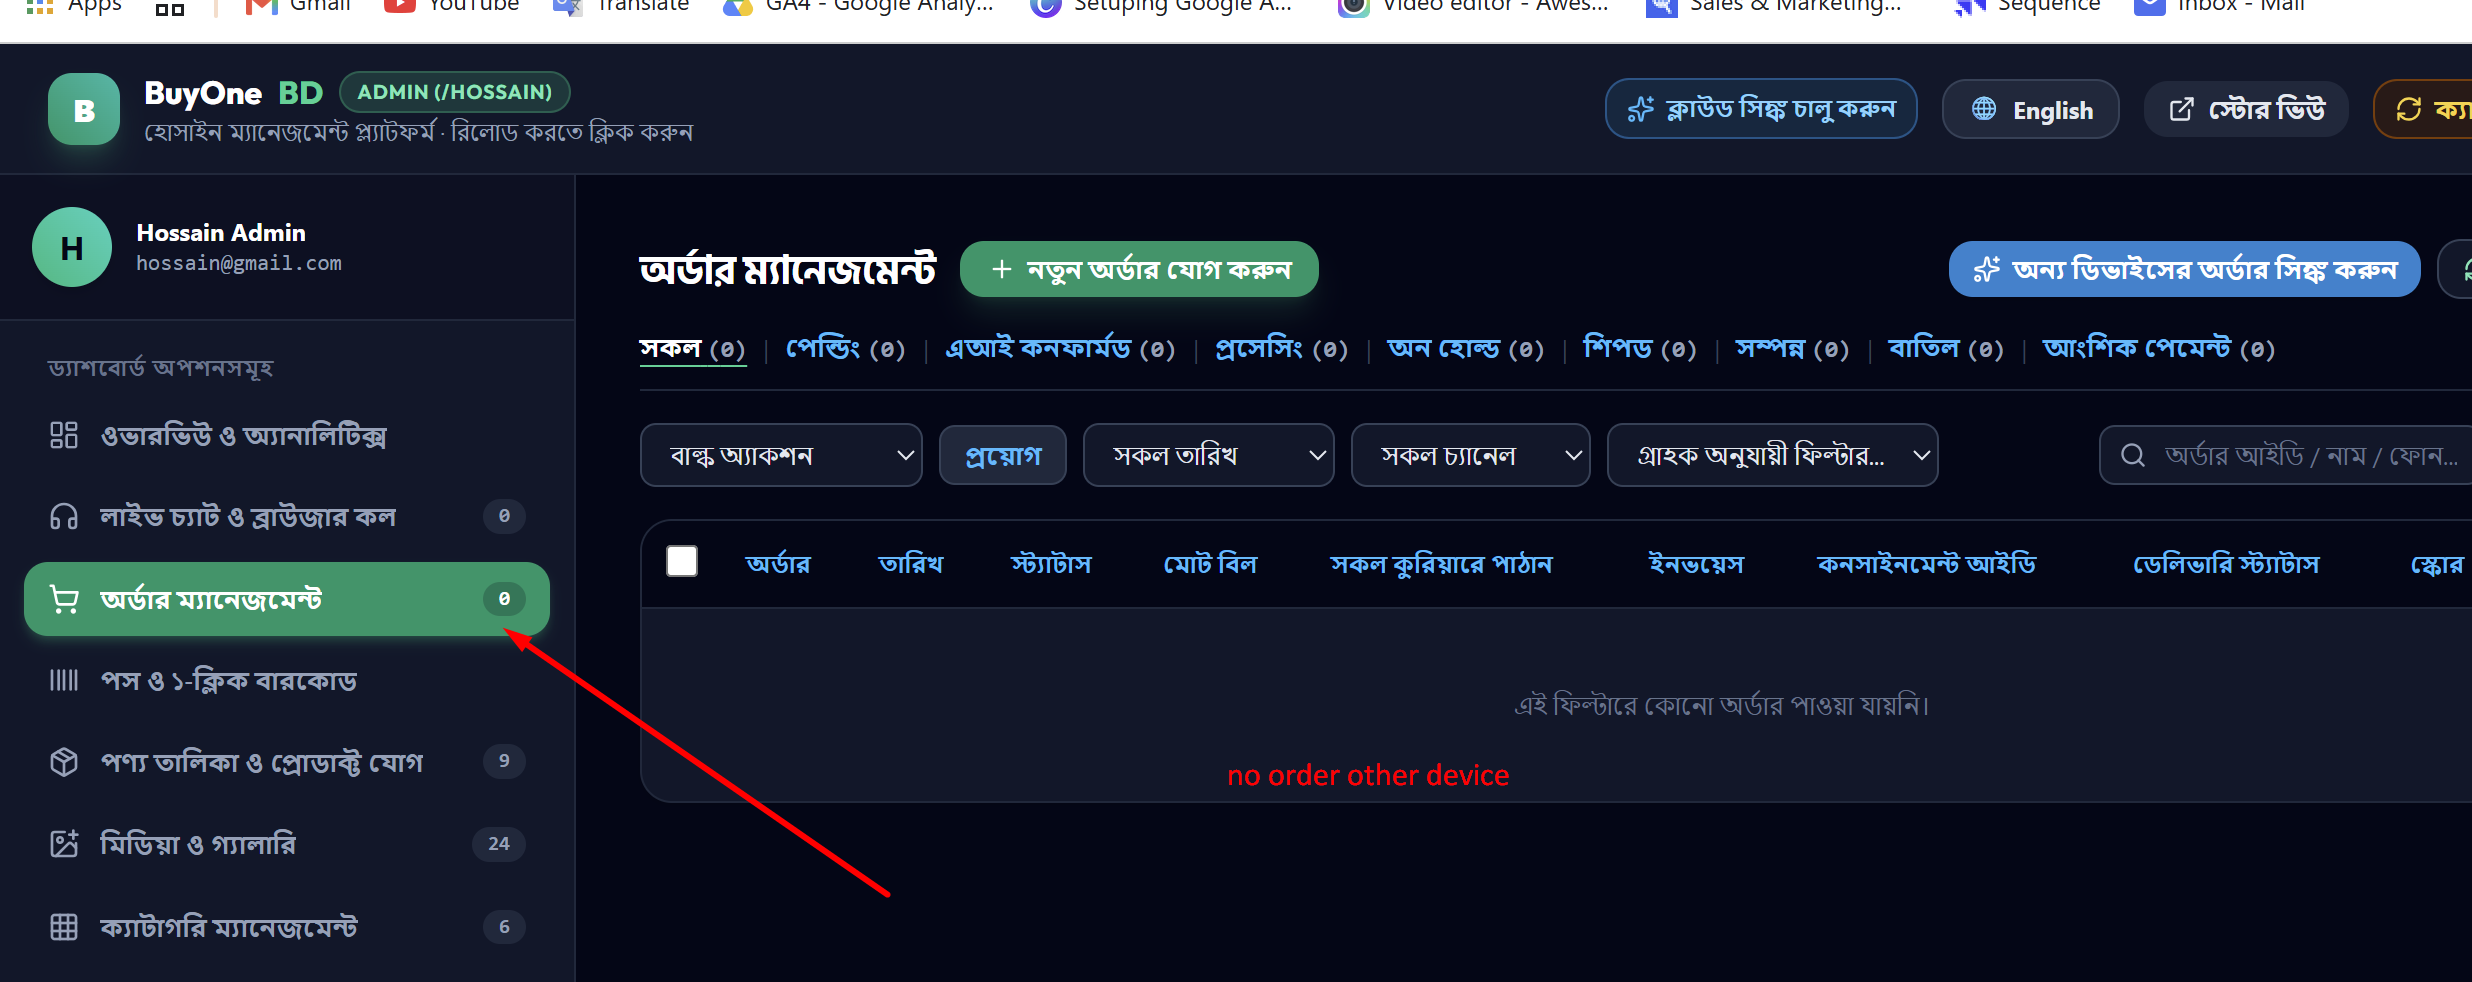 Apps
Gmail
YouTube
Translate
GA4 - Google Analy...
Setuping Google A...
Video editor - Awes...
Sales & Marketing...
Sequence
Inbox - Mail
B
BuyOne BD
ADMIN (/HOSSAIN)
হোসাইন ম্যানেজমেন্ট প্ল্যাটফর্ম · রিলোড করতে ক্লিক করুন
ক্লাউড সিঙ্ক চালু করুন
English
স্টোর ভিউ
H
Hossain Admin
hossain@gmail.com
ড্যাশবোর্ড অপশনসমূহ
ওভারভিউ ও অ্যানালিটিক্স
লাইভ চ্যাট ও ব্রাউজার কল 0
অর্ডার ম্যানেজমেন্ট 0
পস ও ১-ক্লিক বারকোড
পণ্য তালিকা ও প্রোডাক্ট যোগ 9
মিডিয়া ও গ্যালারি 24
ক্যাটাগরি ম্যানেজমেন্ট 6
অর্ডার ম্যানেজমেন্ট
+ নতুন অর্ডার যোগ করুন
অন্য ডিভাইসের অর্ডার সিঙ্ক করুন
সকল (0) | পেন্ডিং (0) | এআই কনফার্মড (0) | প্রসেসিং (0) | অন হোল্ড (0) | শিপড (0) | সম্পন্ন (0) | বাতিল (0) | আংশিক পেমেন্ট (0)
বাল্ক অ্যাকশন
প্রয়োগ
সকল তারিখ
সকল চ্যানেল
গ্রাহক অনুযায়ী ফিল্টার...
অর্ডার আইডি / নাম / ফোন...
অর্ডার তারিখ স্ট্যাটাস মোট বিল সকল কুরিয়ারে পাঠান ইনভয়েস কনসাইনমেন্ট আইডি ডেলিভারি স্ট্যাটাস স্কোর
এই ফিল্টারে কোনো অর্ডার পাওয়া যায়নি।
no order other device